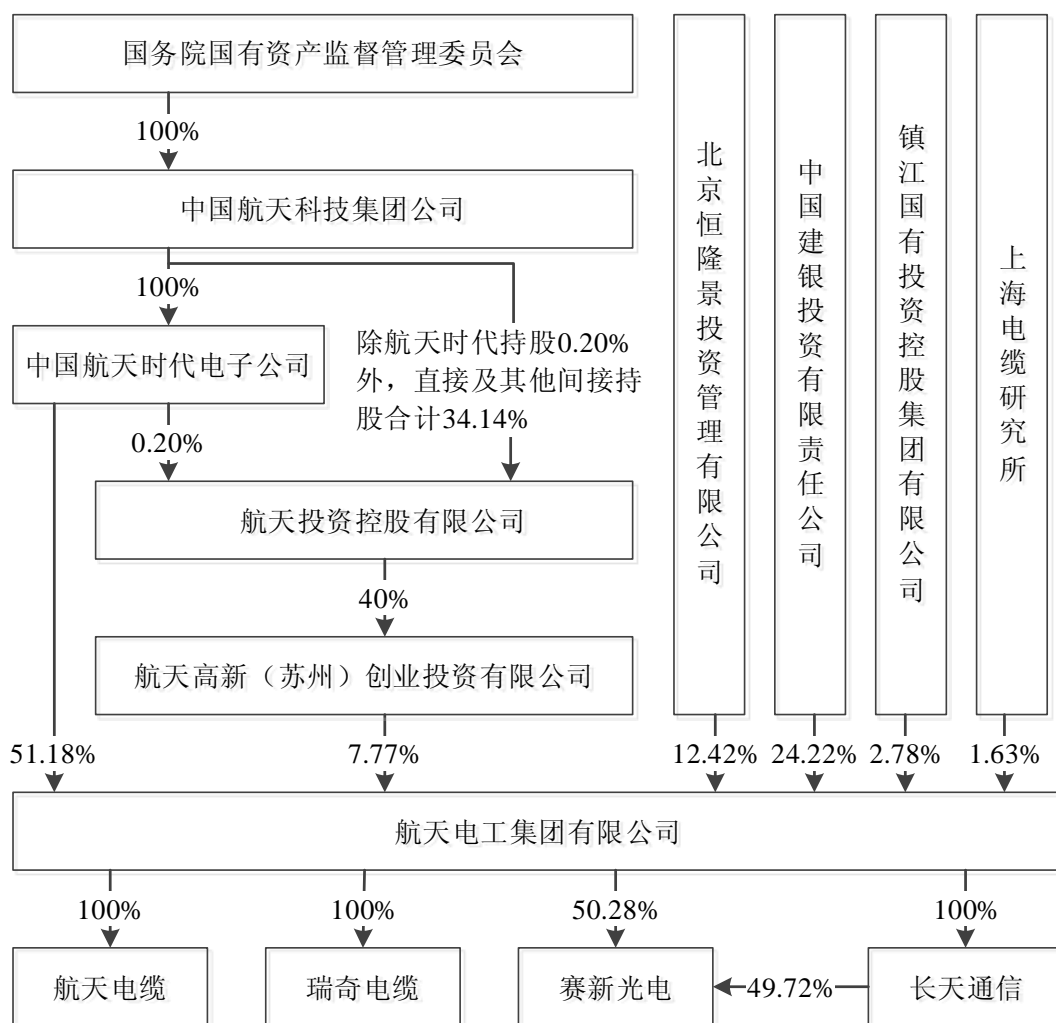 国务院国有资产监督管理委员会
100%
中国航天科技集团公司
100%
中国航天时代电子公司
除航天时代持股0.20%
外，直接及其他间接持
股合计34.14%
0.20%
航天投资控股有限公司
40%
航天高新（苏州）创业投资有限公司
北京恒隆景投资管理有限公司
中国建银投资有限责任公司
镇江国有投资控股集团有限公司
上海电缆研究所
51.18%
7.77%
12.42%
24.22%
2.78%
1.63%
航天电工集团有限公司
100%
100%
50.28%
100%
航天电缆
瑞奇电缆
赛新光电
49.72%
长天通信